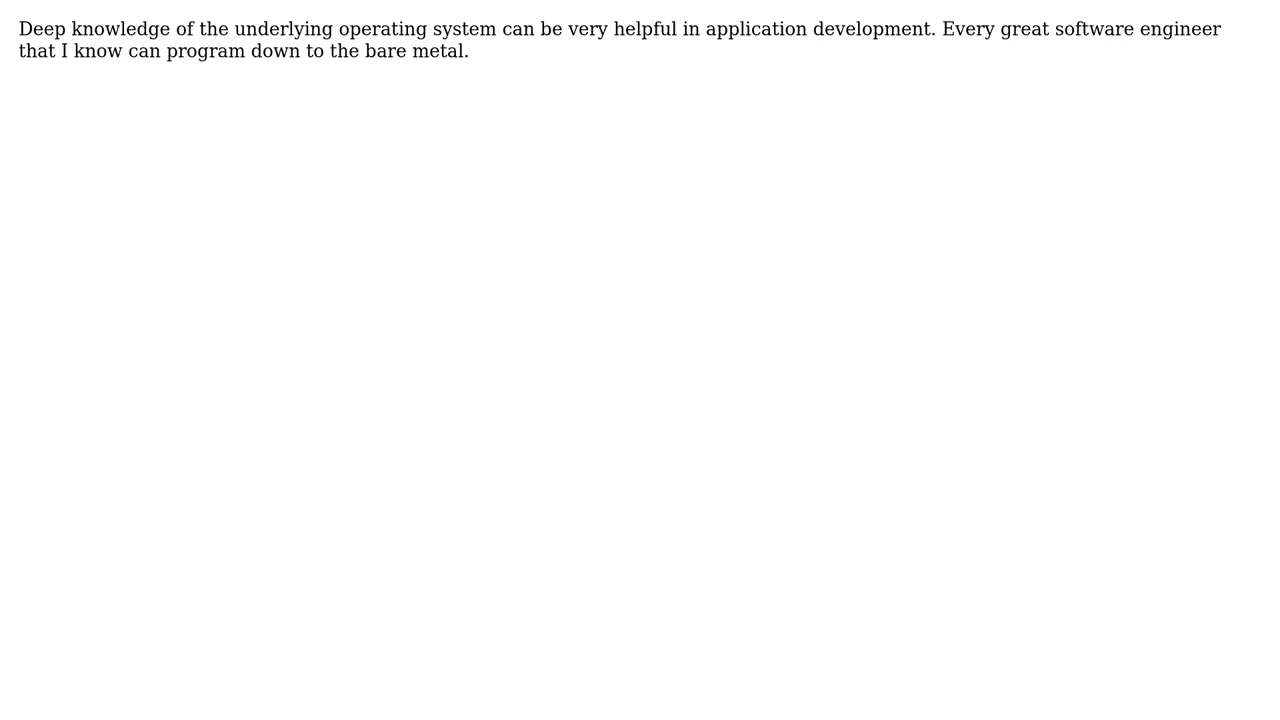 Deep knowledge of the underlying operating system can be very helpful in application development. Every great software engineer
that I know can program down to the bare metal.